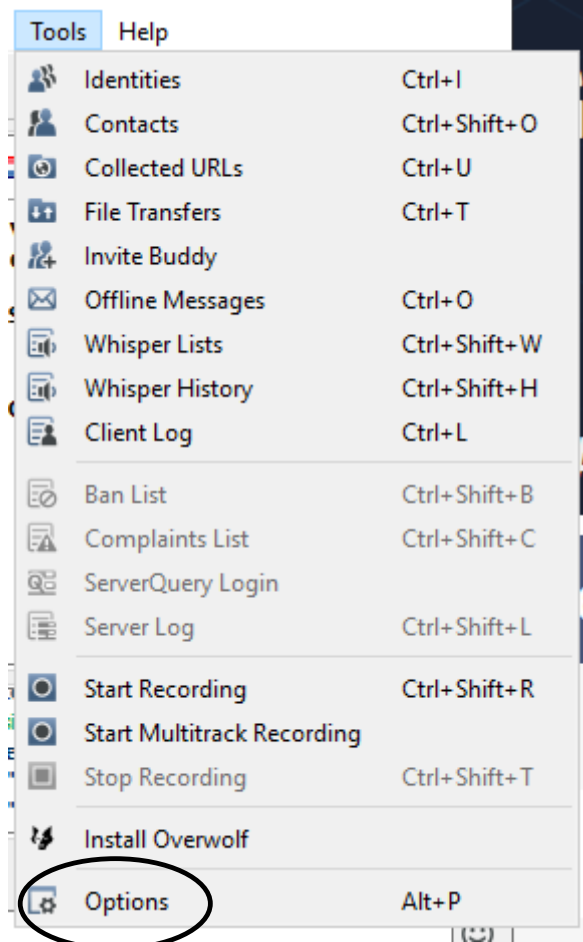 Tools Help
Identities Ctrl+I
Contacts Ctrl+Shift+O
Collected URLs Ctrl+U
File Transfers Ctrl+T
Invite Buddy
Offline Messages Ctrl+O
Whisper Lists Ctrl+Shift+W
Whisper History Ctrl+Shift+H
Client Log Ctrl+L
Ban List Ctrl+Shift+B
Complaints List Ctrl+Shift+C
ServerQuery Login
Server Log Ctrl+Shift+L
Start Recording Ctrl+Shift+R
Start Multitrack Recording
Stop Recording Ctrl+Shift+T
Install Overwolf
Options Alt+P